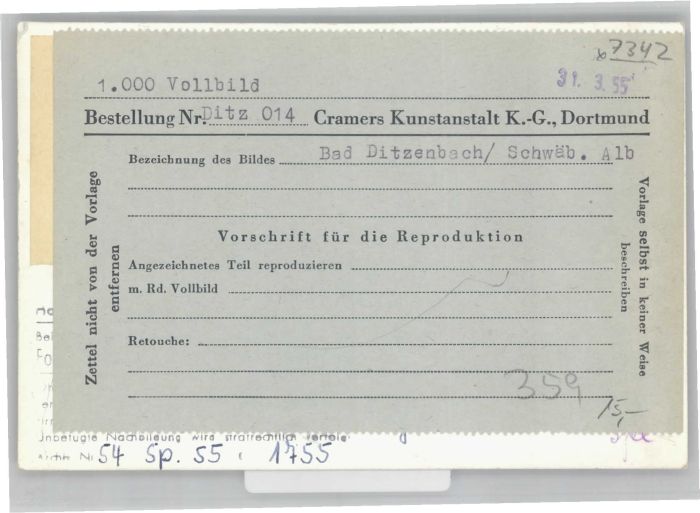 7342
1.000 Vollbild
31. 3. 55
Bestellung Nr. Ditz 014 Cramers Kunstanstalt K.-G., Dortmund
Bezeichnung des Bildes Bad Ditzenbach/ Schwäb. Alb
Vorschrift für die Reproduktion
Angezeichnetes Teil reproduzieren
m. Rd. Vollbild
Retouche:
Zettel nicht von der Vorlage
entfernen
Vorlage selbst in keiner Weise
beschreiben
359
15,-
Unbefugte Nachbildung wird strafrechtlich
54 Sp. 55 1755